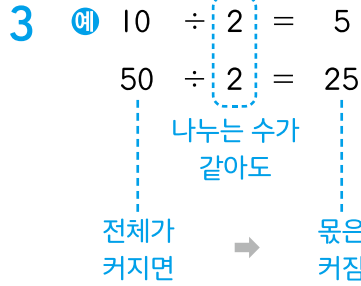 3 예 10 ÷ 2 = 5
50 ÷ 2 = 25
나누는 수가
같아도
전체가 ➡ 몫은
커지면 커짐